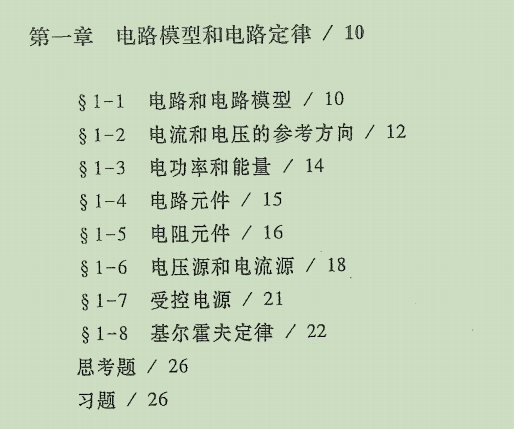 第一章 电路模型和电路定律 / 10
§1-1 电路和电路模型 / 10
§1-2 电流和电压的参考方向 / 12
§1-3 电功率和能量 / 14
§1-4 电路元件 / 15
§1-5 电阻元件 / 16
§1-6 电压源和电流源 / 18
§1-7 受控电源 / 21
§1-8 基尔霍夫定律 / 22
思考题 / 26
习题 / 26